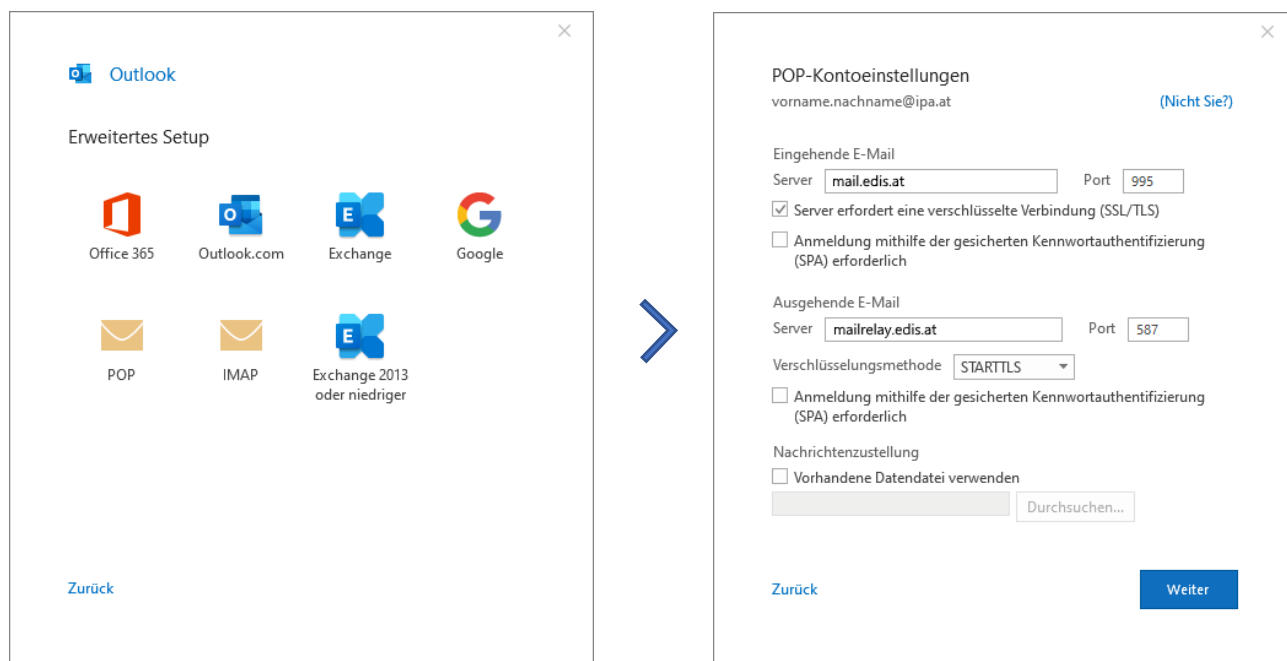 Outlook
Erweitertes Setup
Office 365
Outlook.com
Exchange
Google
POP
IMAP
Exchange 2013
oder niedriger
Zurück
POP-Kontoeinstellungen
vorname.nachname@ipa.at (Nicht Sie?)
Eingehende E-Mail
Server mail.edis.at Port 995
Server erfordert eine verschlüsselte Verbindung (SSL/TLS)
Anmeldung mithilfe der gesicherten Kennwortauthentifizierung
(SPA) erforderlich
Ausgehende E-Mail
Server mailrelay.edis.at Port 587
Verschlüsselungsmethode STARTTLS
Anmeldung mithilfe der gesicherten Kennwortauthentifizierung
(SPA) erforderlich
Nachrichtenzustellung
Vorhandene Datendatei verwenden
Durchsuchen...
Zurück Weiter